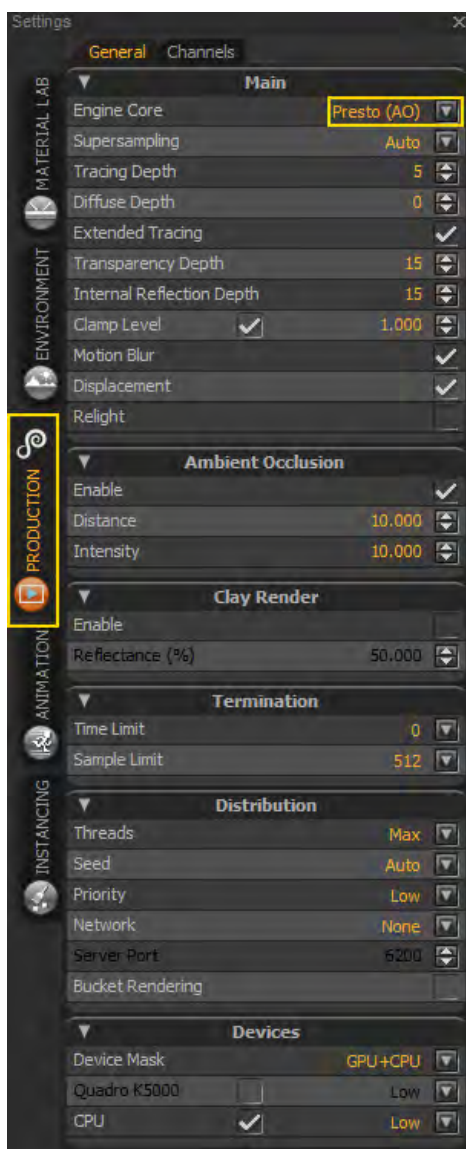 Settings
General Channels
MATERIAL LAB
ENVIRONMENT
PRODUCTION
ANIMATION
INSTANCING
Main
Engine Core Presto (AO)
Supersampling Auto
Tracing Depth 5
Diffuse Depth 0
Extended Tracing
Transparency Depth 15
Internal Reflection Depth 15
Clamp Level 1.000
Motion Blur
Displacement
Relight
Ambient Occlusion
Enable
Distance 10.000
Intensity 10.000
Clay Render
Enable
Reflectance (%) 50.000
Termination
Time Limit 0
Sample Limit 512
Distribution
Threads Max
Seed Auto
Priority Low
Network None
Server Port 6200
Bucket Rendering
Devices
Device Mask GPU+CPU
Quadro K5000 Low
CPU Low